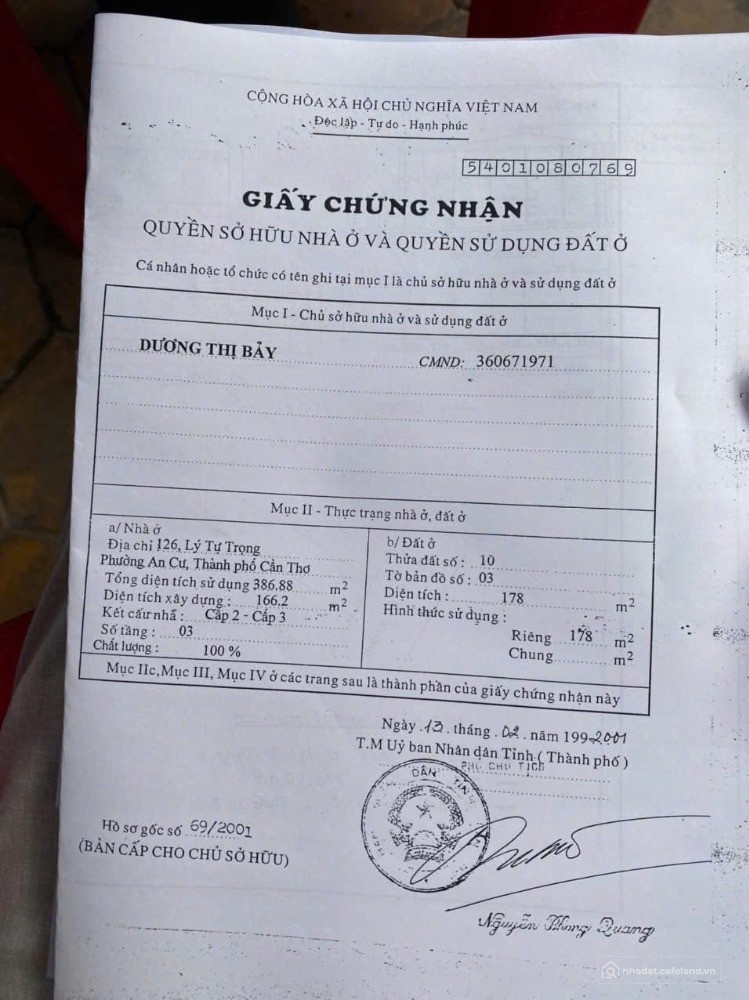 CỘNG HÒA XÃ HỘI CHỦ NGHĨA VIỆT NAM
Độc lập - Tự do - Hạnh phúc
5401080769
GIẤY CHỨNG NHẬN
QUYỀN SỞ HỮU NHÀ Ở VÀ QUYỀN SỬ DỤNG ĐẤT Ở
Cá nhân hoặc tổ chức có tên ghi tại mục I là chủ sở hữu nhà ở và sử dụng đất ở
Mục I - Chủ sở hữu nhà ở và sử dụng đất ở
DƯƠNG THỊ BẢY CMND: 360671971
Mục II - Thực trạng nhà ở, đất ở
a/ Nhà ở
Địa chỉ 126, Lý Tự Trọng
Phường An Cư, Thành phố Cần Thơ
Tổng diện tích sử dụng 386.88 m2
Diện tích xây dựng : 166.2 m2
Kết cấu nhà : Cấp 2 - Cấp 3
Số tầng : 03
Chất lượng : 100 %
b/ Đất ở
Thửa đất số : 10
Tờ bản đồ số : 03
Diện tích : 178 m2
Hình thức sử dụng :
Riêng 178 m2
Chung m2
Mục IIc, Mục III, Mục IV ở các trang sau là thành phần của giấy chứng nhận này
Ngày 13 tháng 02 năm 199 2001
T.M Uỷ ban Nhân dân Tỉnh ( Thành phố )
PHÓ CHỦ TỊCH
DÂN TỈNH
Hồ sơ gốc số 69/2001
(BẢN CẤP CHO CHỦ SỞ HỮU)
Nguyễn Quang
nhadat.cafeland.vn